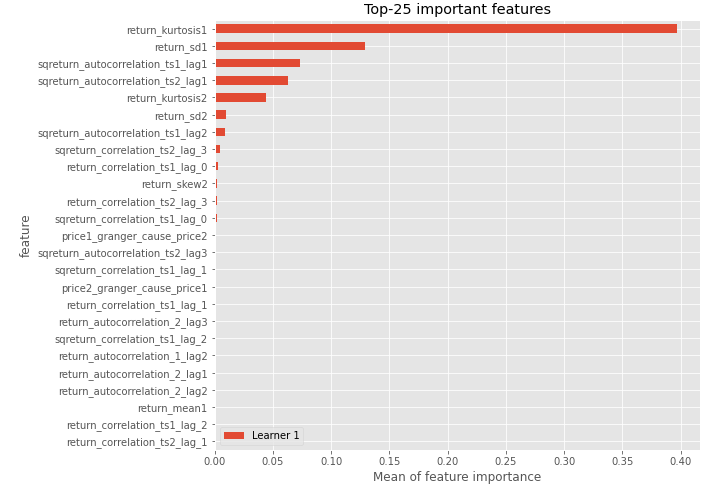 Top-25 important features
return_kurtosis1
return_sd1
sqreturn_autocorrelation_ts1_lag1
sqreturn_autocorrelation_ts2_lag1
return_kurtosis2
return_sd2
sqreturn_autocorrelation_ts1_lag2
sqreturn_correlation_ts2_lag_3
return_correlation_ts1_lag_0
return_skew2
return_correlation_ts2_lag_3
sqreturn_correlation_ts1_lag_0
price1_granger_cause_price2
sqreturn_autocorrelation_ts2_lag3
sqreturn_correlation_ts1_lag_1
price2_granger_cause_price1
return_correlation_ts1_lag_1
return_autocorrelation_2_lag3
sqreturn_correlation_ts1_lag_2
return_autocorrelation_1_lag2
return_autocorrelation_2_lag1
return_autocorrelation_2_lag2
return_mean1
return_correlation_ts1_lag_2
return_correlation_ts2_lag_1
feature
Learner 1
0.00 0.05 0.10 0.15 0.20 0.25 0.30 0.35 0.40
Mean of feature importance